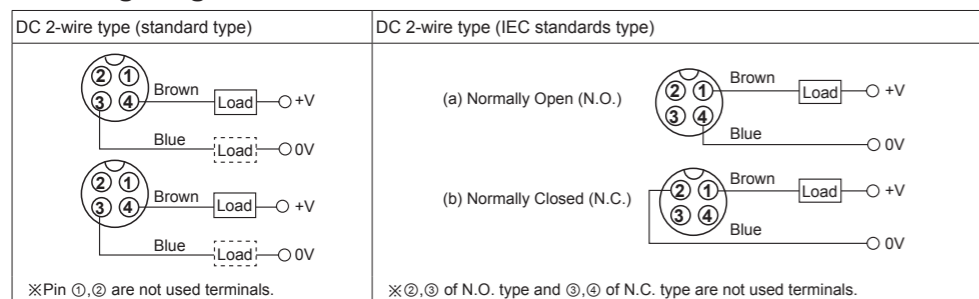 DC 2-wire type (standard type)
② ①
③ ④
Brown
Load
+V
Blue
Load
0V
② ①
③ ④
Brown
Load
+V
Blue
Load
0V
※Pin ①,② are not used terminals.
DC 2-wire type (IEC standards type)
(a) Normally Open (N.O.)
② ①
③ ④
Brown
Load
+V
Blue
0V
(b) Normally Closed (N.C.)
② ①
③ ④
Brown
Load
+V
Blue
0V
※②,③ of N.O. type and ③,④ of N.C. type are not used terminals.